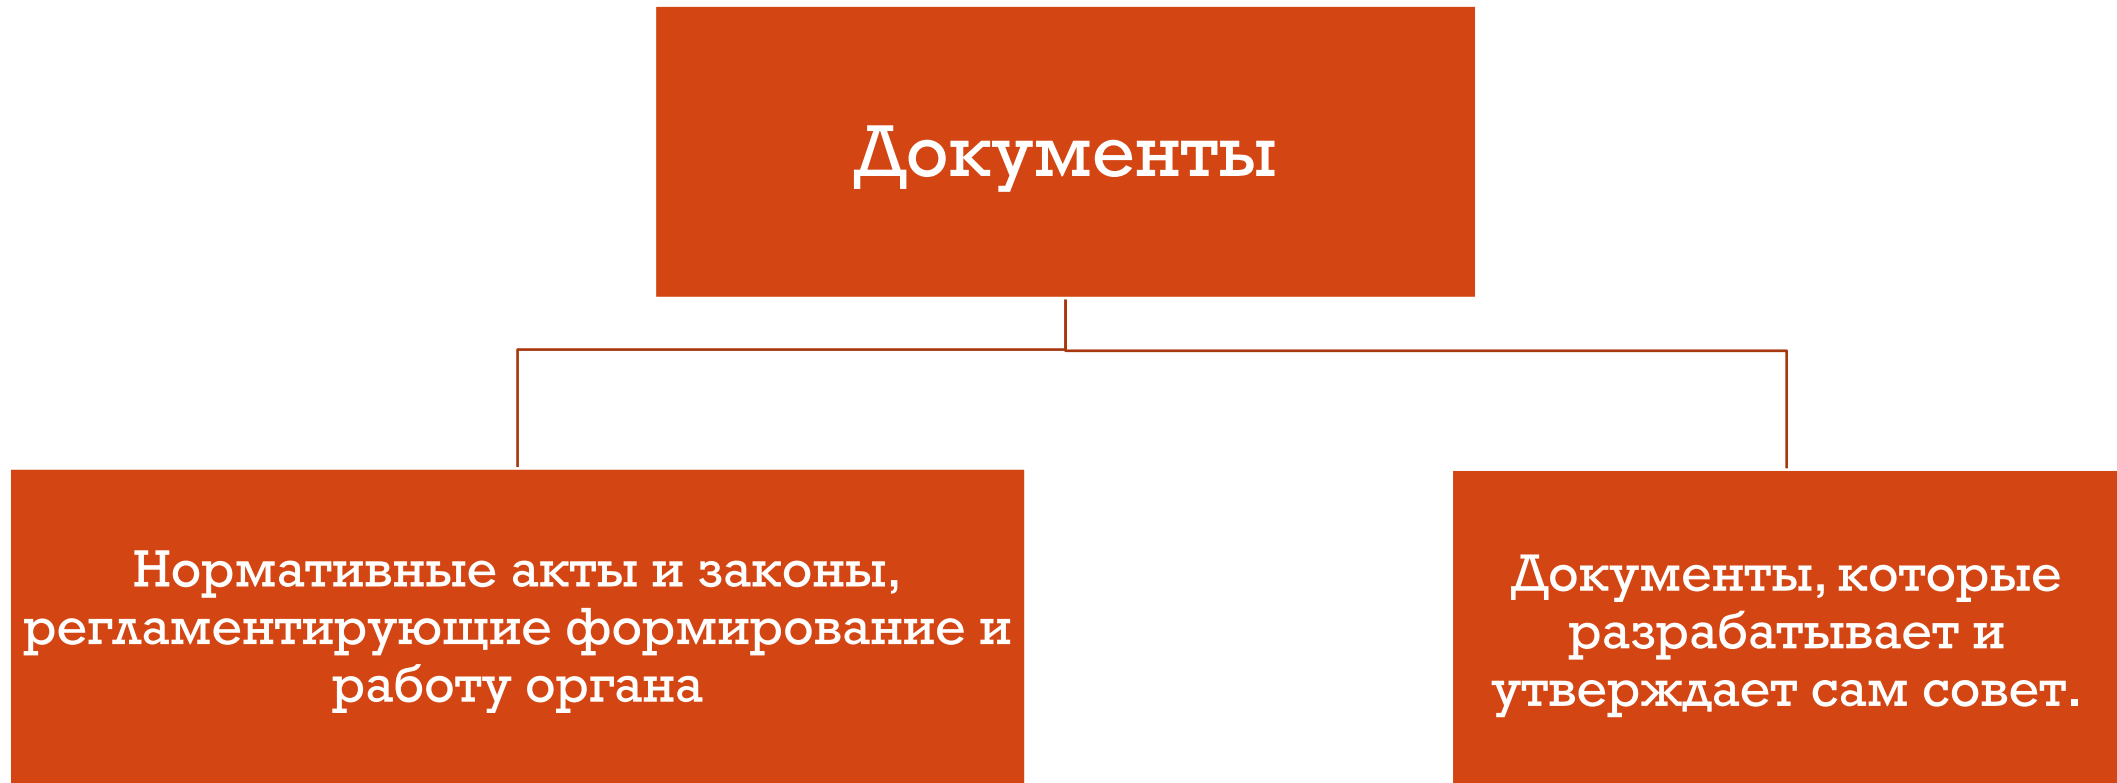 Документы
Нормативные акты и законы,
регламентирующие формирование и
работу органа
Документы, которые
разрабатывает и
утверждает сам совет.